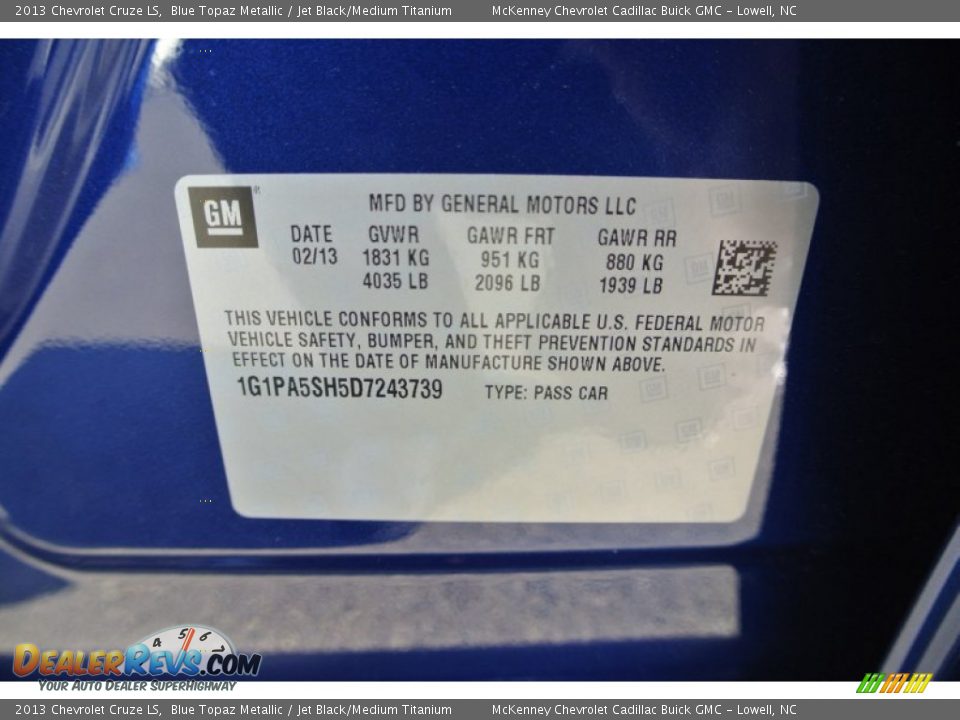 2013 Chevrolet Cruze LS, Blue Topaz Metallic / Jet Black/Medium Titanium McKenney Chevrolet Cadillac Buick GMC - Lowell, NC
GM®
MFD BY GENERAL MOTORS LLC
DATE GVWR GAWR FRT GAWR RR
02/13 1831 KG 951 KG 880 KG
4035 LB 2096 LB 1939 LB
THIS VEHICLE CONFORMS TO ALL APPLICABLE U.S. FEDERAL MOTOR
VEHICLE SAFETY, BUMPER, AND THEFT PREVENTION STANDARDS IN
EFFECT ON THE DATE OF MANUFACTURE SHOWN ABOVE.
1G1PA5SH5D7243739 TYPE: PASS CAR
4 5 6 7
DEALERREVS.COM
YOUR AUTO DEALER SUPERHIGHWAY
2013 Chevrolet Cruze LS, Blue Topaz Metallic / Jet Black/Medium Titanium McKenney Chevrolet Cadillac Buick GMC - Lowell, NC